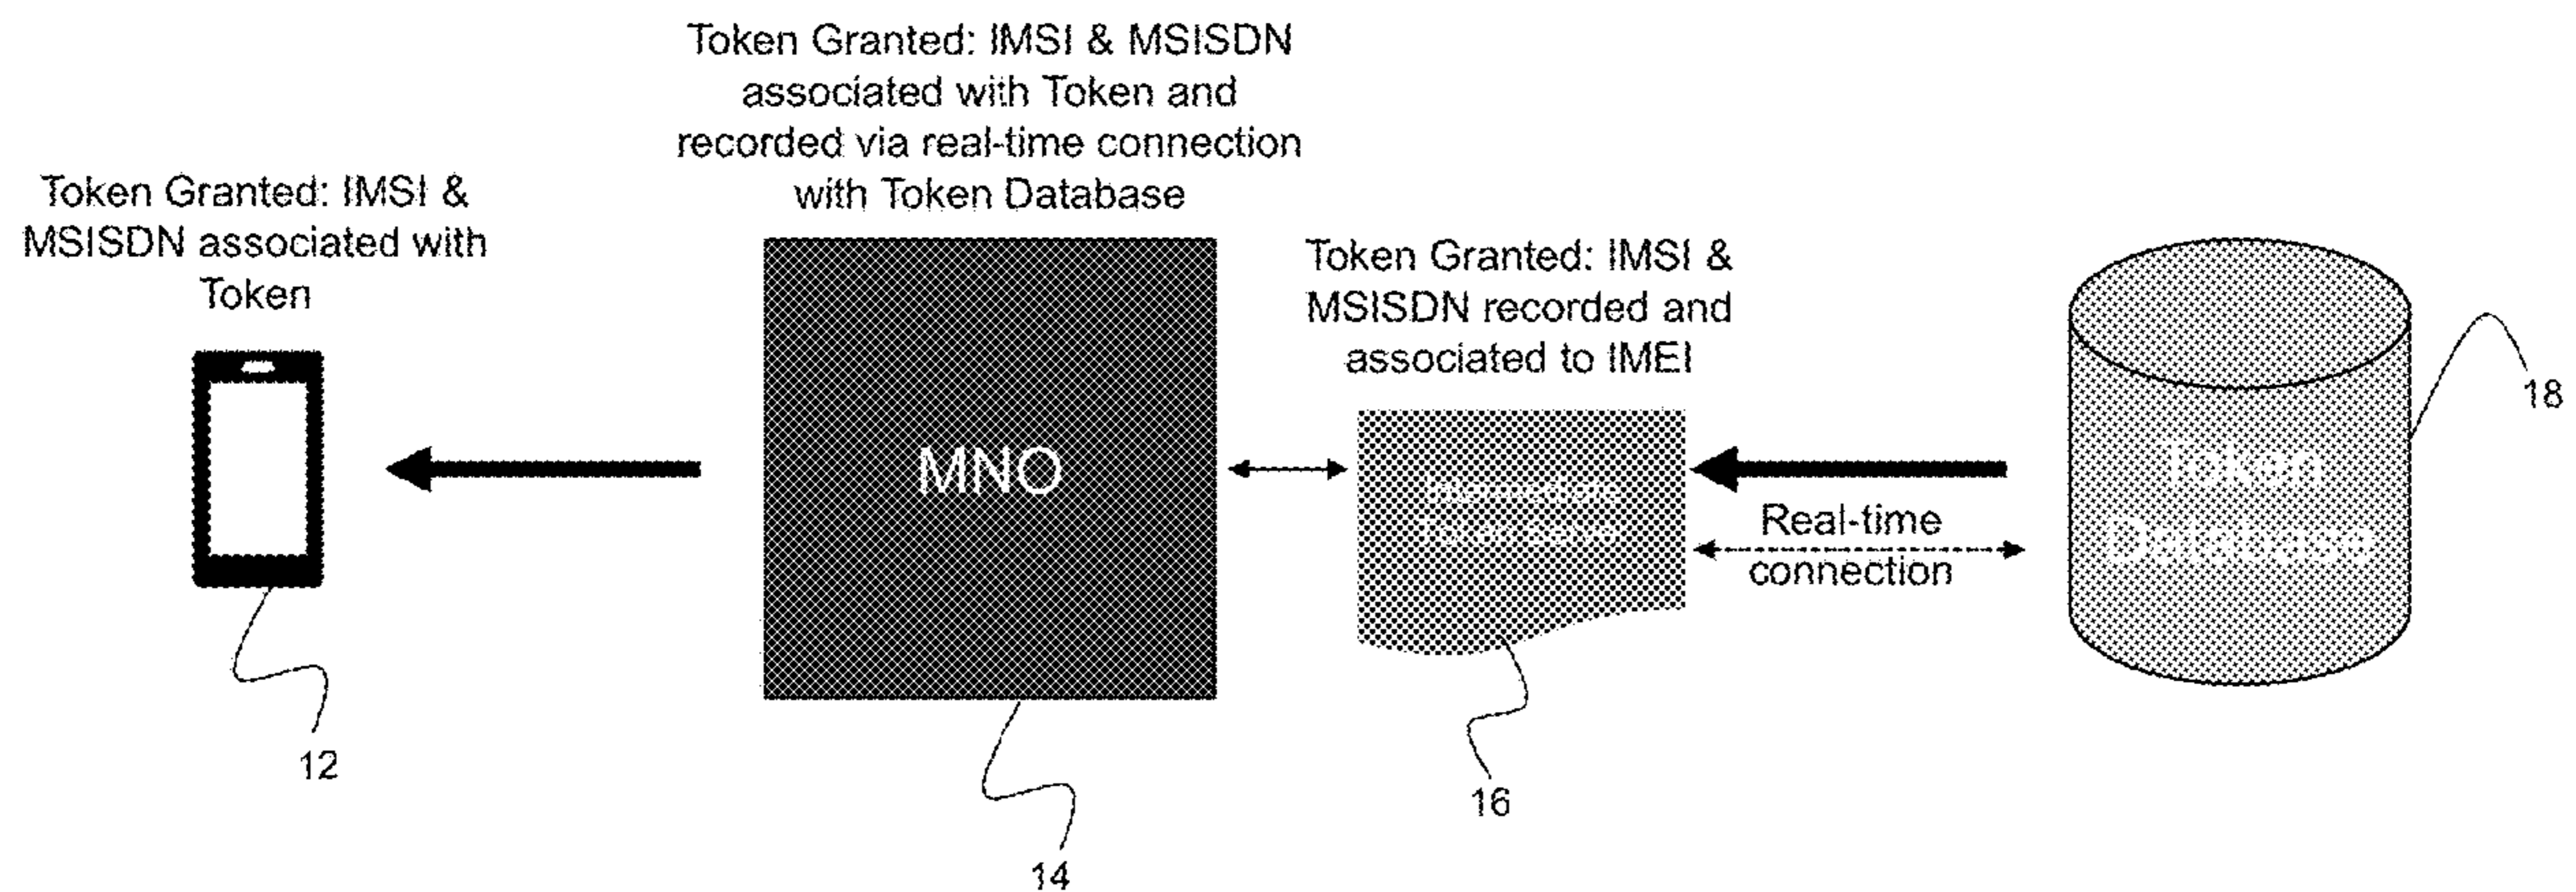 Token Granted: IMSI & MSISDN
associated with Token and
recorded via real-time connection
with Token Database
Token Granted: IMSI &
MSISDN associated with
Token
Token Granted: IMSI &
MSISDN recorded and
associated to IMEI
MNO
Token
Database
Real-time
connection
12
14
16
18